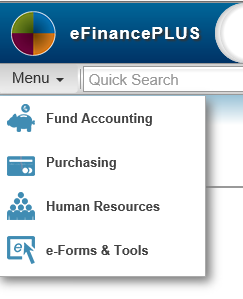 eFinancePLUS
Menu
Quick Search
Fund Accounting
Purchasing
Human Resources
e-Forms & Tools